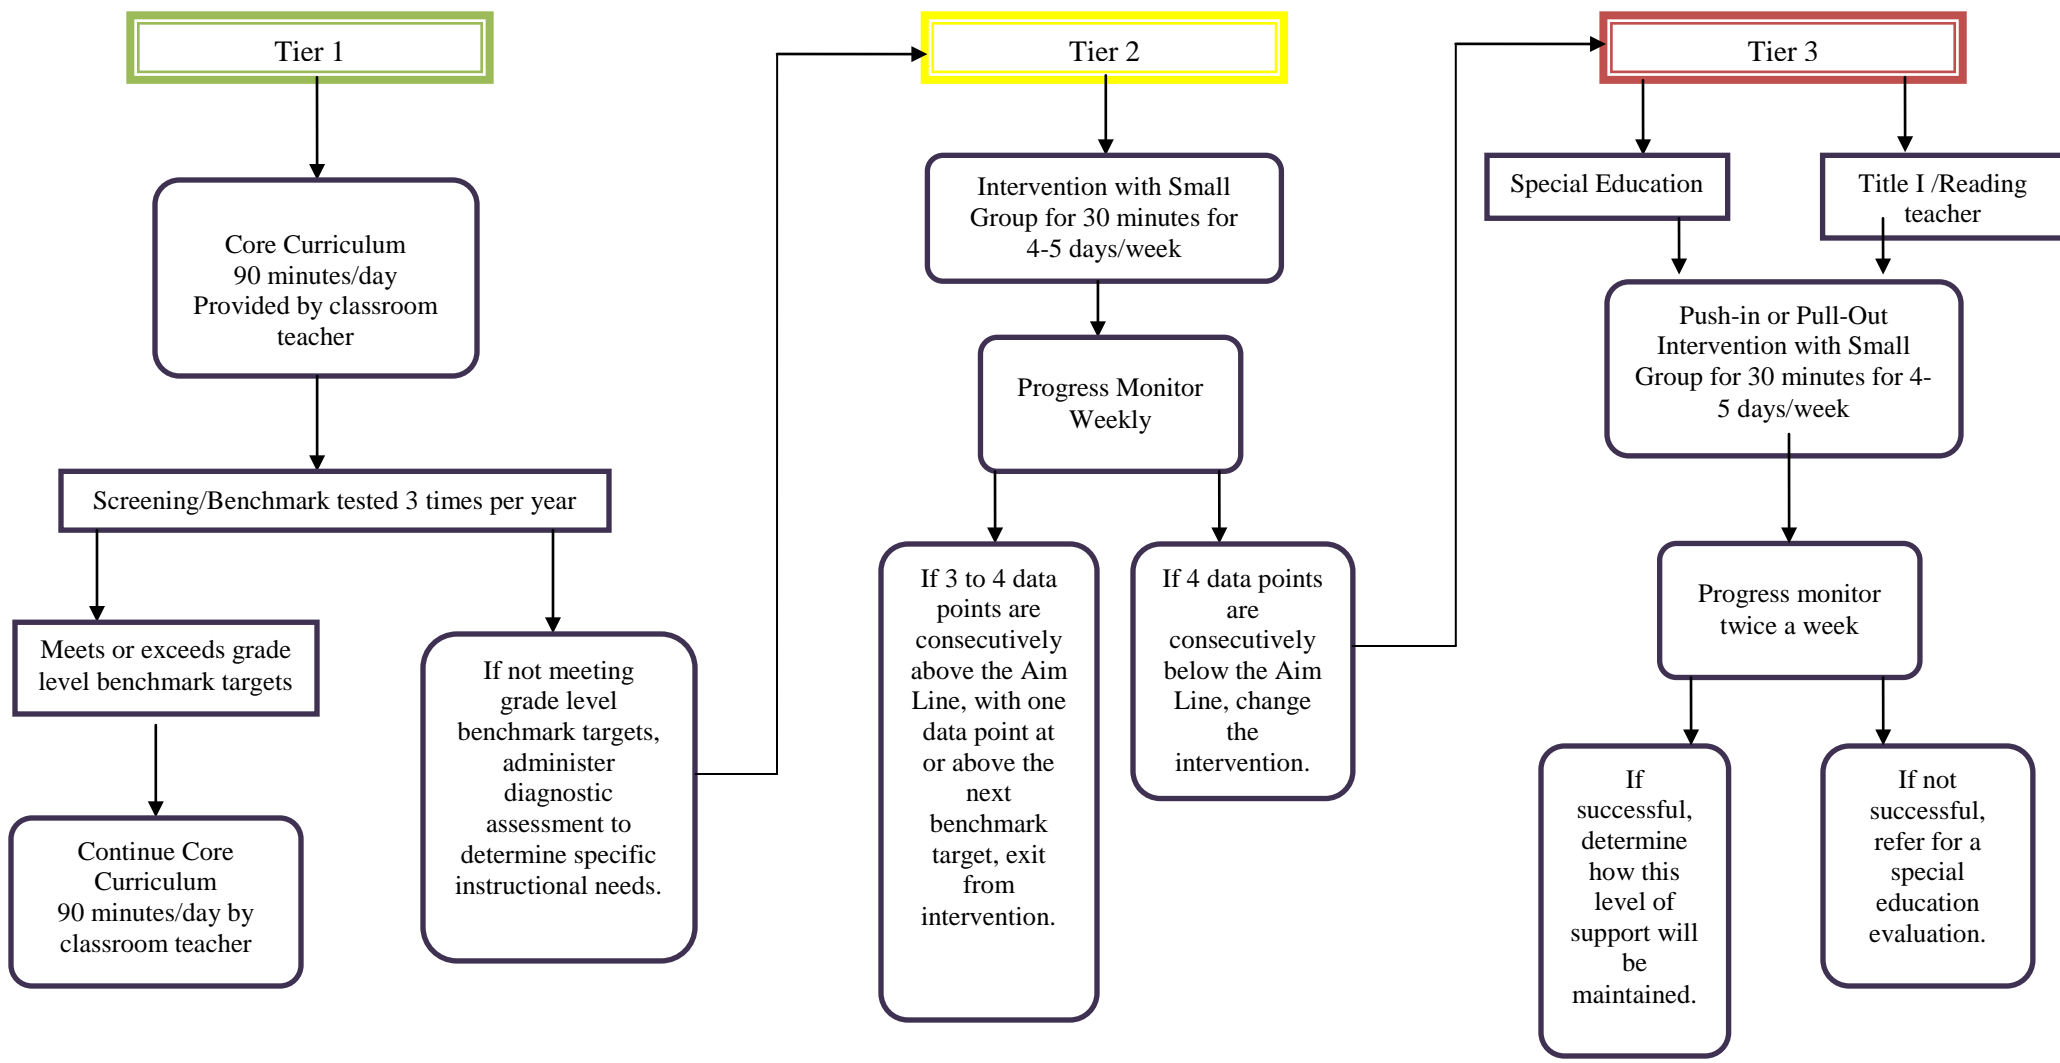 Tier 1
Core Curriculum
90 minutes/day
Provided by classroom
teacher
Screening/Benchmark tested 3 times per year
Meets or exceeds grade
level benchmark targets
Continue Core
Curriculum
90 minutes/day by
classroom teacher
If not meeting
grade level
benchmark targets,
administer
diagnostic
assessment to
determine specific
instructional needs.
Tier 2
Intervention with Small
Group for 30 minutes for
4-5 days/week
Progress Monitor
Weekly
If 3 to 4 data
points are
consecutively
above the Aim
Line, with one
data point at
or above the
next
benchmark
target, exit
from
intervention.
If 4 data points
are
consecutively
below the Aim
Line, change
the
intervention.
Tier 3
Special Education
Title I /Reading
teacher
Push-in or Pull-Out
Intervention with Small
Group for 30 minutes for 4-
5 days/week
Progress monitor
twice a week
If
successful,
determine
how this
level of
support will
be
maintained.
If not
successful,
refer for a
special
education
evaluation.